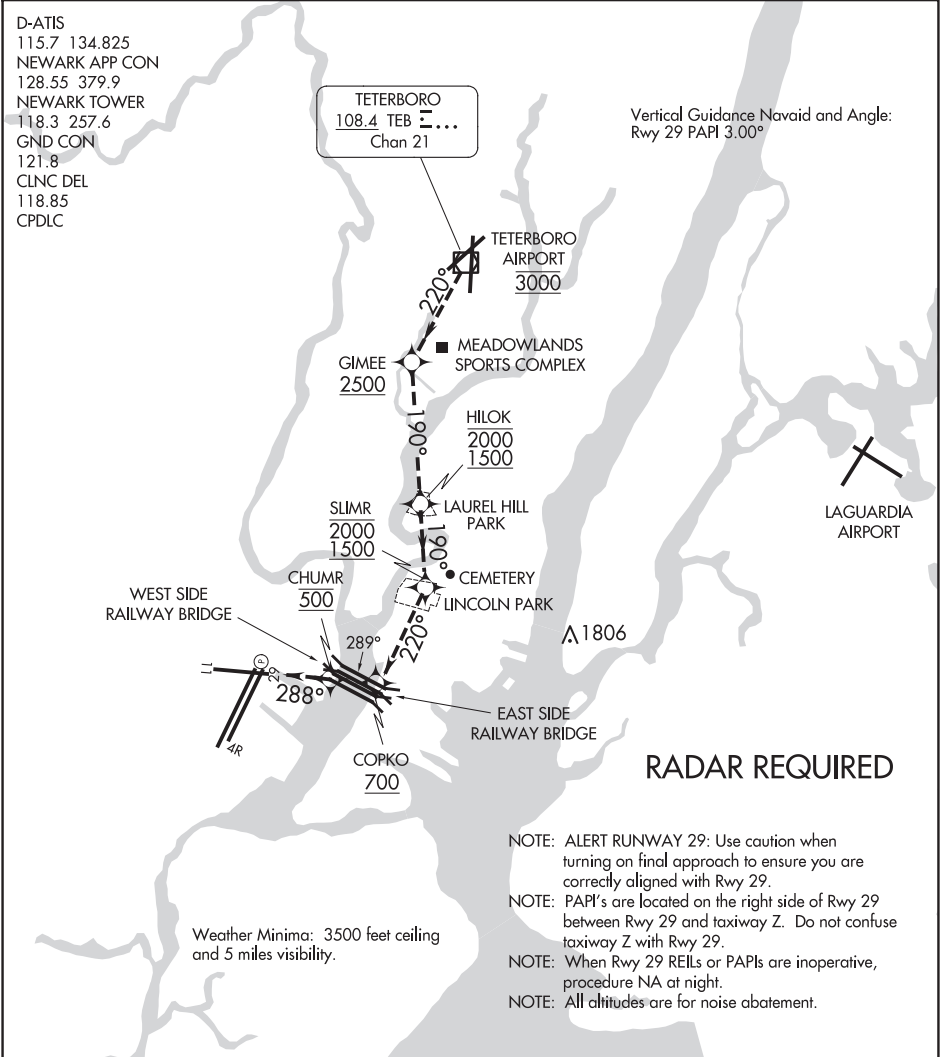 D-ATIS
115.7 134.825
NEWARK APP CON
128.55 379.9
NEWARK TOWER
118.3 257.6
GND CON
121.8
CLNC DEL
118.85
CPDLC
TETERBORO
108.4 TEB
Chan 21
Vertical Guidance Navaid and Angle:
Rwy 29 PAPI 3.00°
TETERBORO
AIRPORT
3000
220°
MEADOWLANDS
SPORTS COMPLEX
GIMEE
2500
190°
HILOK
2000
1500
LAUREL HILL
PARK
LAGUARDIA
AIRPORT
SLIMR
2000
1500
190°
CEMETERY
LINCOLN PARK
CHUMR
500
WEST SIDE
RAILWAY BRIDGE
220°
289°
1806
11
P
29
288°
4R
EAST SIDE
RAILWAY BRIDGE
COPKO
700
RADAR REQUIRED
NOTE: ALERT RUNWAY 29: Use caution when
turning on final approach to ensure you are
correctly aligned with Rwy 29.
NOTE: PAPI's are located on the right side of Rwy 29
between Rwy 29 and taxiway Z. Do not confuse
taxiway Z with Rwy 29.
NOTE: When Rwy 29 REILs or PAPIs are inoperative,
procedure NA at night.
NOTE: All altitudes are for noise abatement.
Weather Minima: 3500 feet ceiling
and 5 miles visibility.